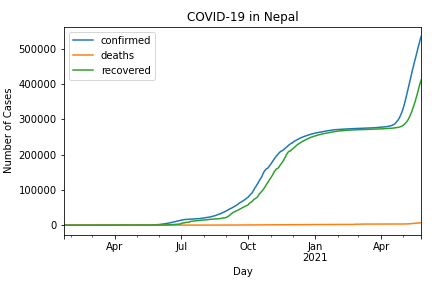 COVID-19 in Nepal
confirmed
deaths
recovered
Number of Cases
500000
400000
300000
200000
100000
0
Apr
Jul
Oct
Jan
2021
Apr
Day